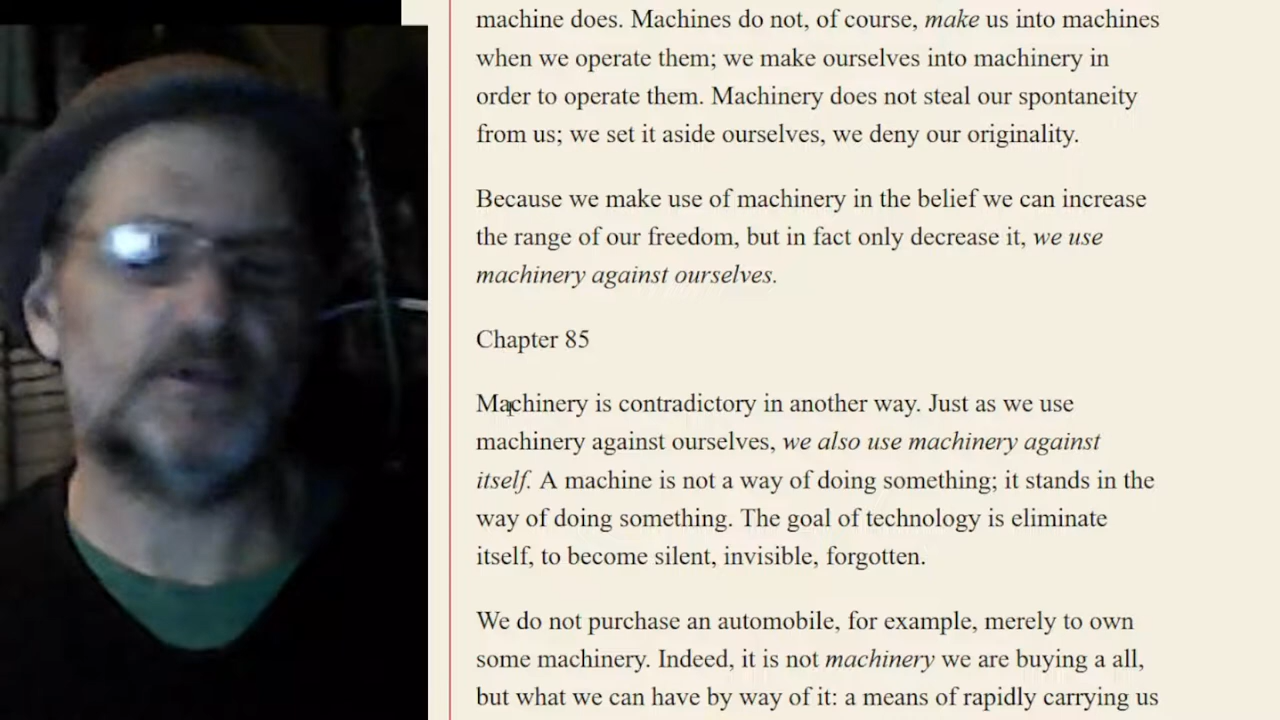 machine does. Machines do not, of course, make us into machines
when we operate them; we make ourselves into machinery in
order to operate them. Machinery does not steal our spontaneity
from us; we set it aside ourselves, we deny our originality.
Because we make use of machinery in the belief we can increase
the range of our freedom, but in fact only decrease it, we use
machinery against ourselves.
Chapter 85
Machinery is contradictory in another way. Just as we use
machinery against ourselves, we also use machinery against
itself. A machine is not a way of doing something; it stands in the
way of doing something. The goal of technology is eliminate
itself, to become silent, invisible, forgotten.
We do not purchase an automobile, for example, merely to own
some machinery. Indeed, it is not machinery we are buying a all,
but what we can have by way of it: a means of rapidly carrying us